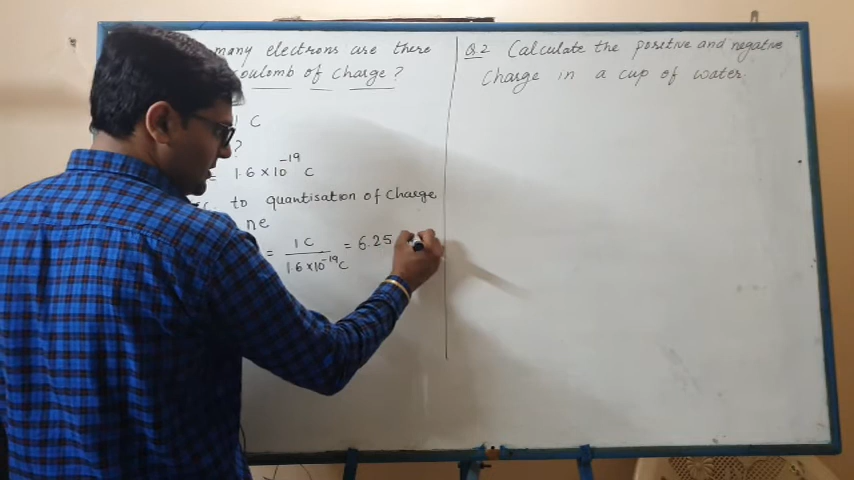 many electrons are there
coulomb of Charge ?
C
?
= 1.6 × 10⁻¹⁹ C
to quantisation of Charge
ne
= 1 C / 1.6 × 10⁻¹⁹ C = 6.25
Q.2 Calculate the positive and negative
Charge in a cup of water.